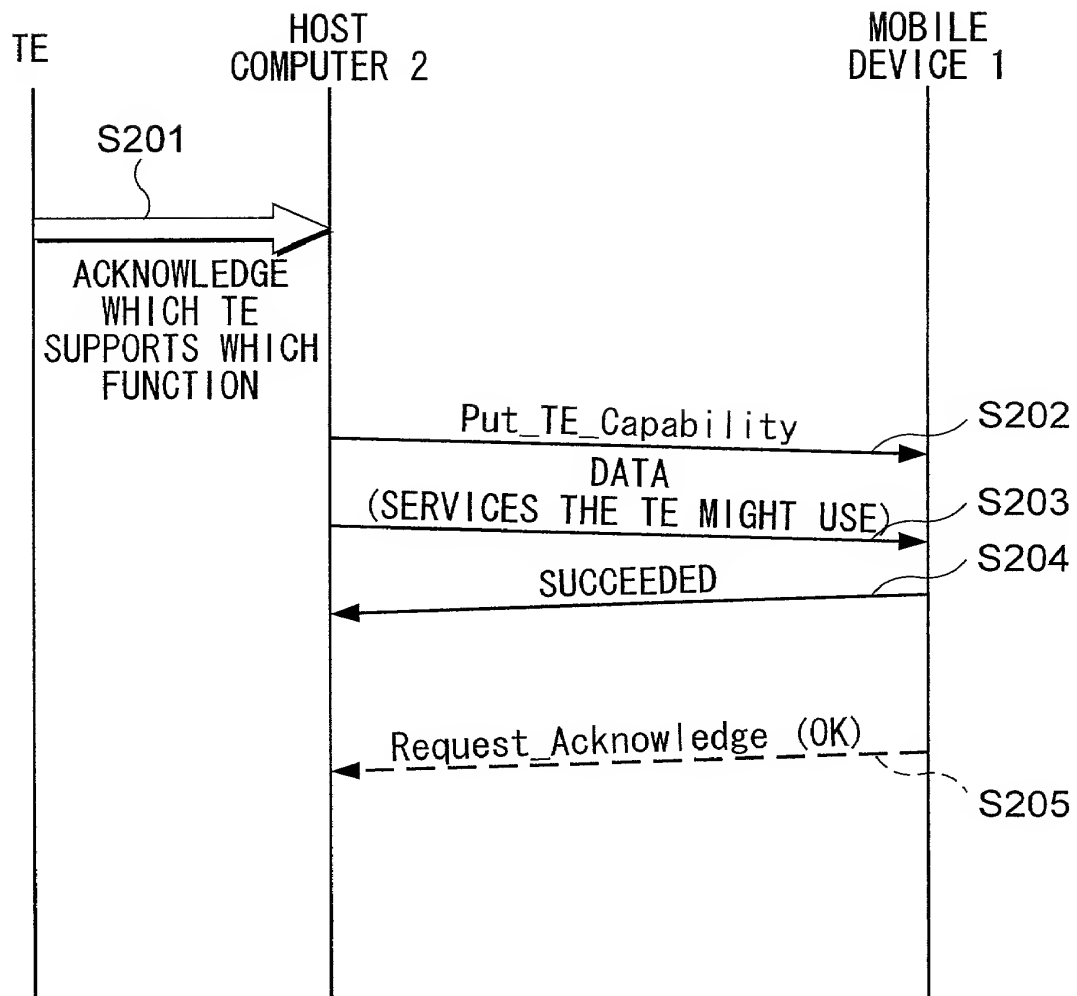 TE
HOST
COMPUTER 2
MOBILE
DEVICE 1
S201
ACKNOWLEDGE
WHICH TE
SUPPORTS WHICH
FUNCTION
Put_TE_Capability
S202
DATA
(SERVICES THE TE MIGHT USE)
S203
SUCCEEDED
S204
Request_Acknowledge (OK)
S205